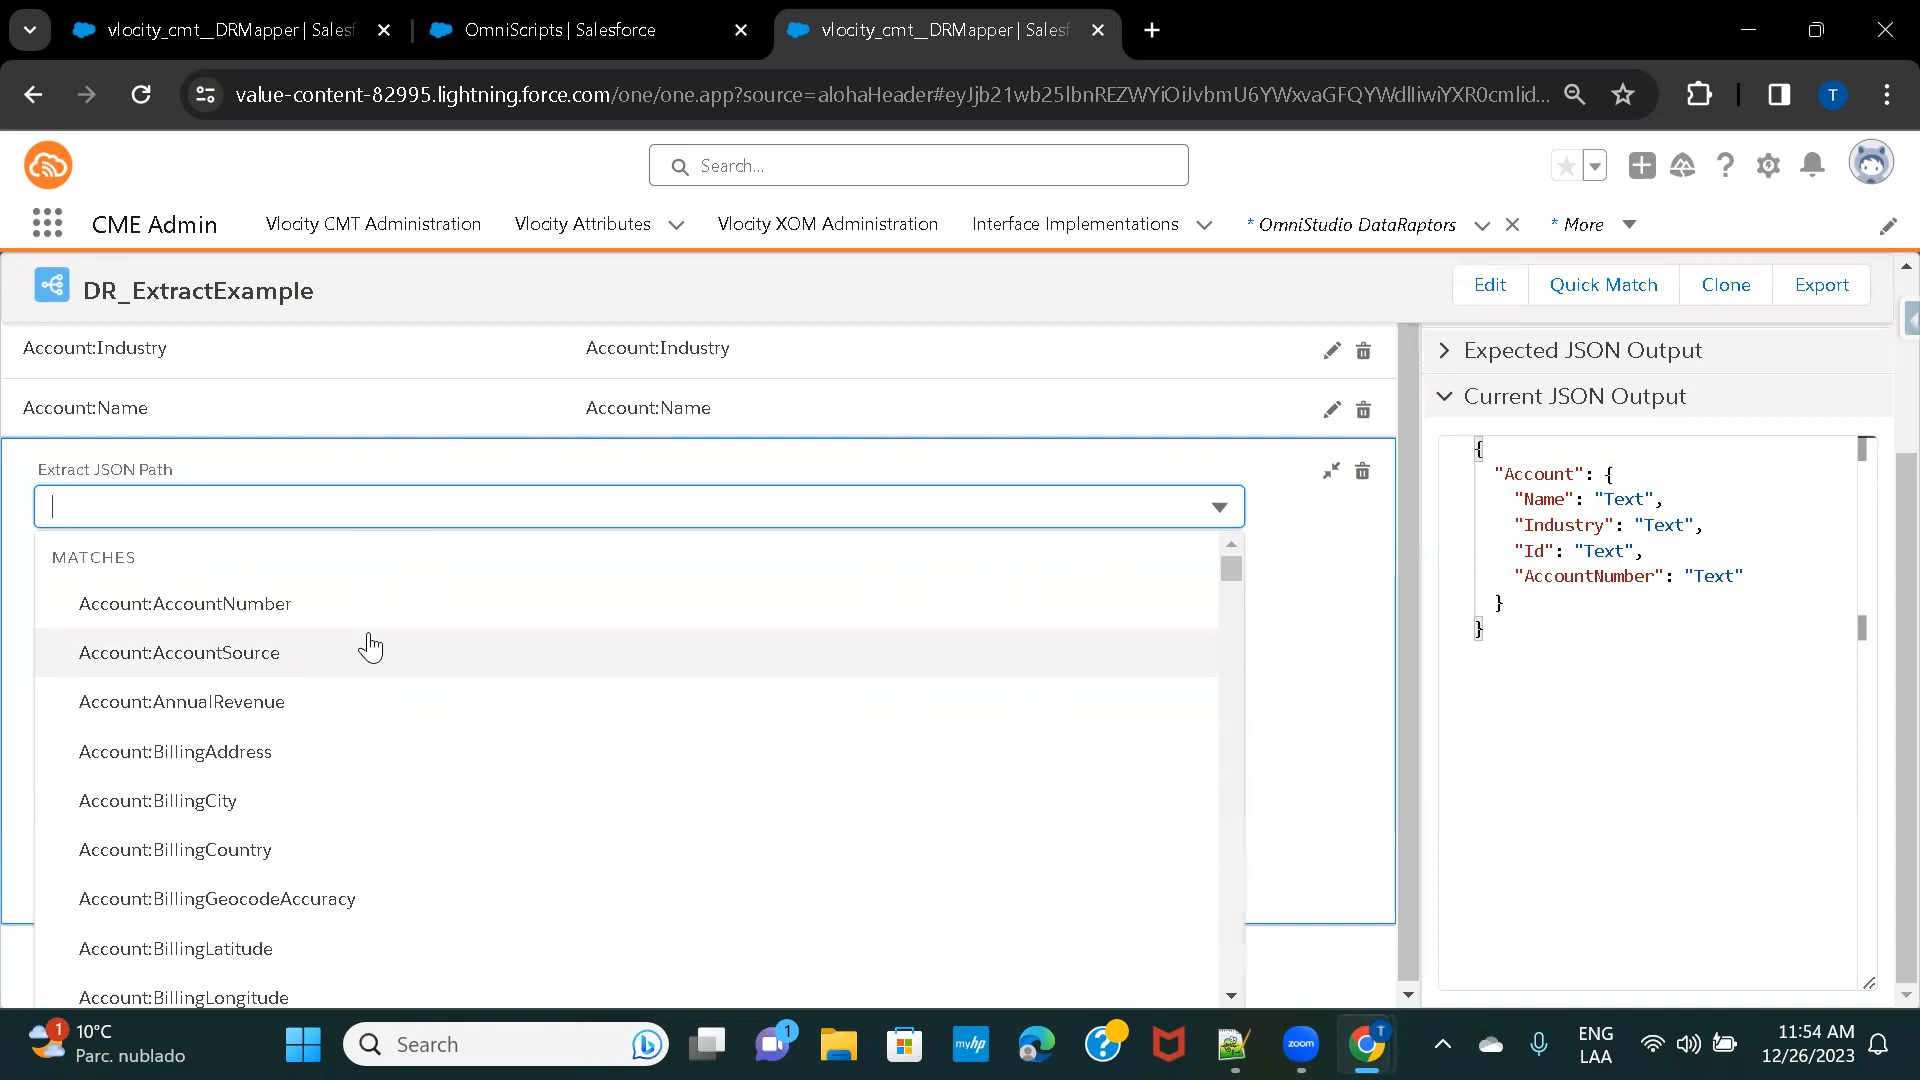 vlocity_cmt__DRMapper | Salesf
OmniScripts | Salesforce
vlocity_cmt__DRMapper | Salesf
value-content-82995.lightning.force.com/one/one.app?source=alohaHeader#eyJjb21wb25lbnREZWYiOiJvbmU6YWxvaGFQYWdlIiwiYXR0cmlid...
T
Search...
CME Admin
Vlocity CMT Administration
Vlocity Attributes
Vlocity XOM Administration
Interface Implementations
* OmniStudio DataRaptors
* More
DR_ExtractExample
Edit
Quick Match
Clone
Export
Account:Industry
Account:Industry
Account:Name
Account:Name
Extract JSON Path
MATCHES
Account:AccountNumber
Account:AccountSource
Account:AnnualRevenue
Account:BillingAddress
Account:BillingCity
Account:BillingCountry
Account:BillingGeocodeAccuracy
Account:BillingLatitude
Account:BillingLongitude
Expected JSON Output
Current JSON Output
{
"Account": {
"Name": "Text",
"Industry": "Text",
"Id": "Text",
"AccountNumber": "Text"
}
}
1
10°C
Parc. nublado
Search
1
myhp
zoom
T
ENG
LAA
11:54 AM
12/26/2023